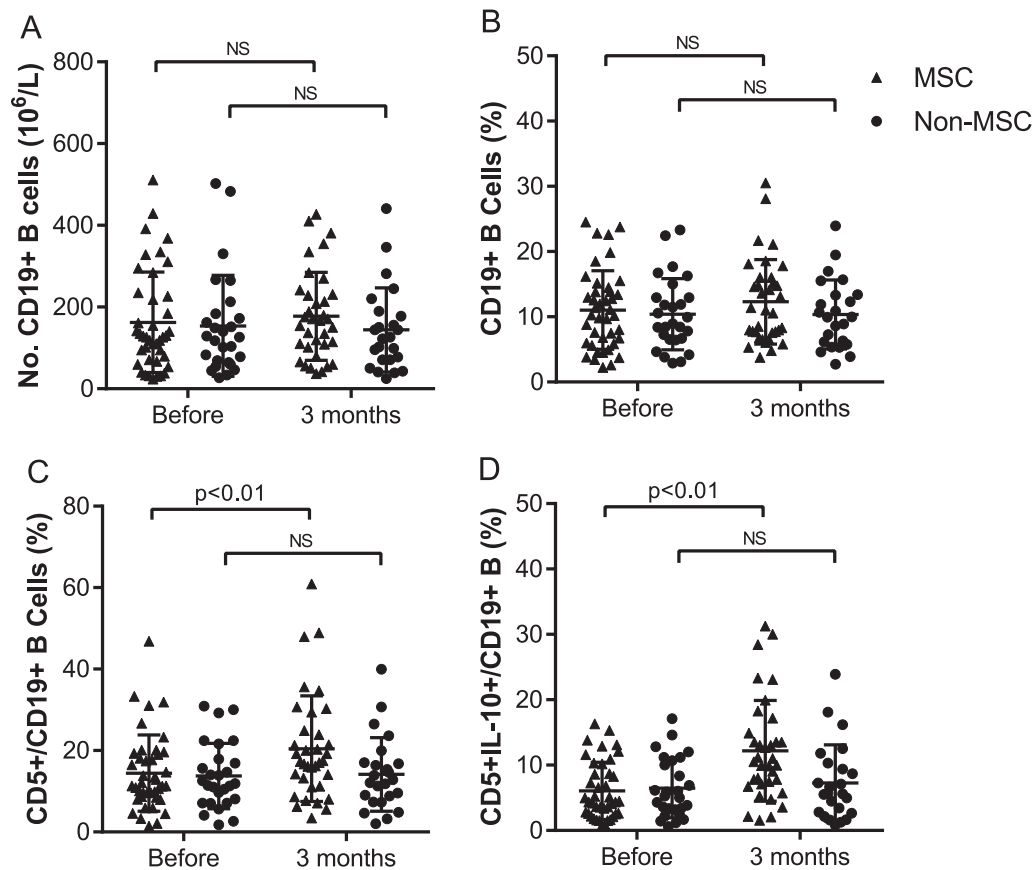 A
No. CD19+ B cells (10⁶/L)
800
600
400
200
0
NS
NS
Before
3 months
B
CD19+ B Cells (%)
50
40
30
20
10
0
NS
NS
Before
3 months
MSC
Non-MSC
C
CD5+/CD19+ B Cells (%)
80
60
40
20
0
p<0.01
NS
Before
3 months
D
CD5+IL-10+/CD19+ B (%)
50
40
30
20
10
0
p<0.01
NS
Before
3 months